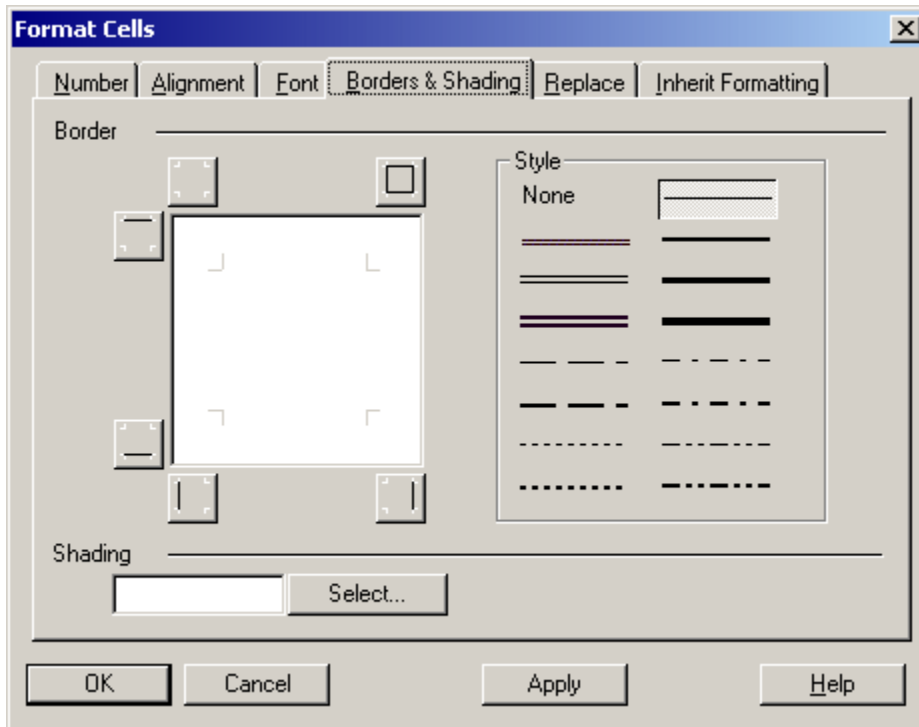 Format Cells
Number Alignment Font Borders & Shading Replace Inherit Formatting
Border
Style
None
Shading
Select...
OK Cancel Apply Help